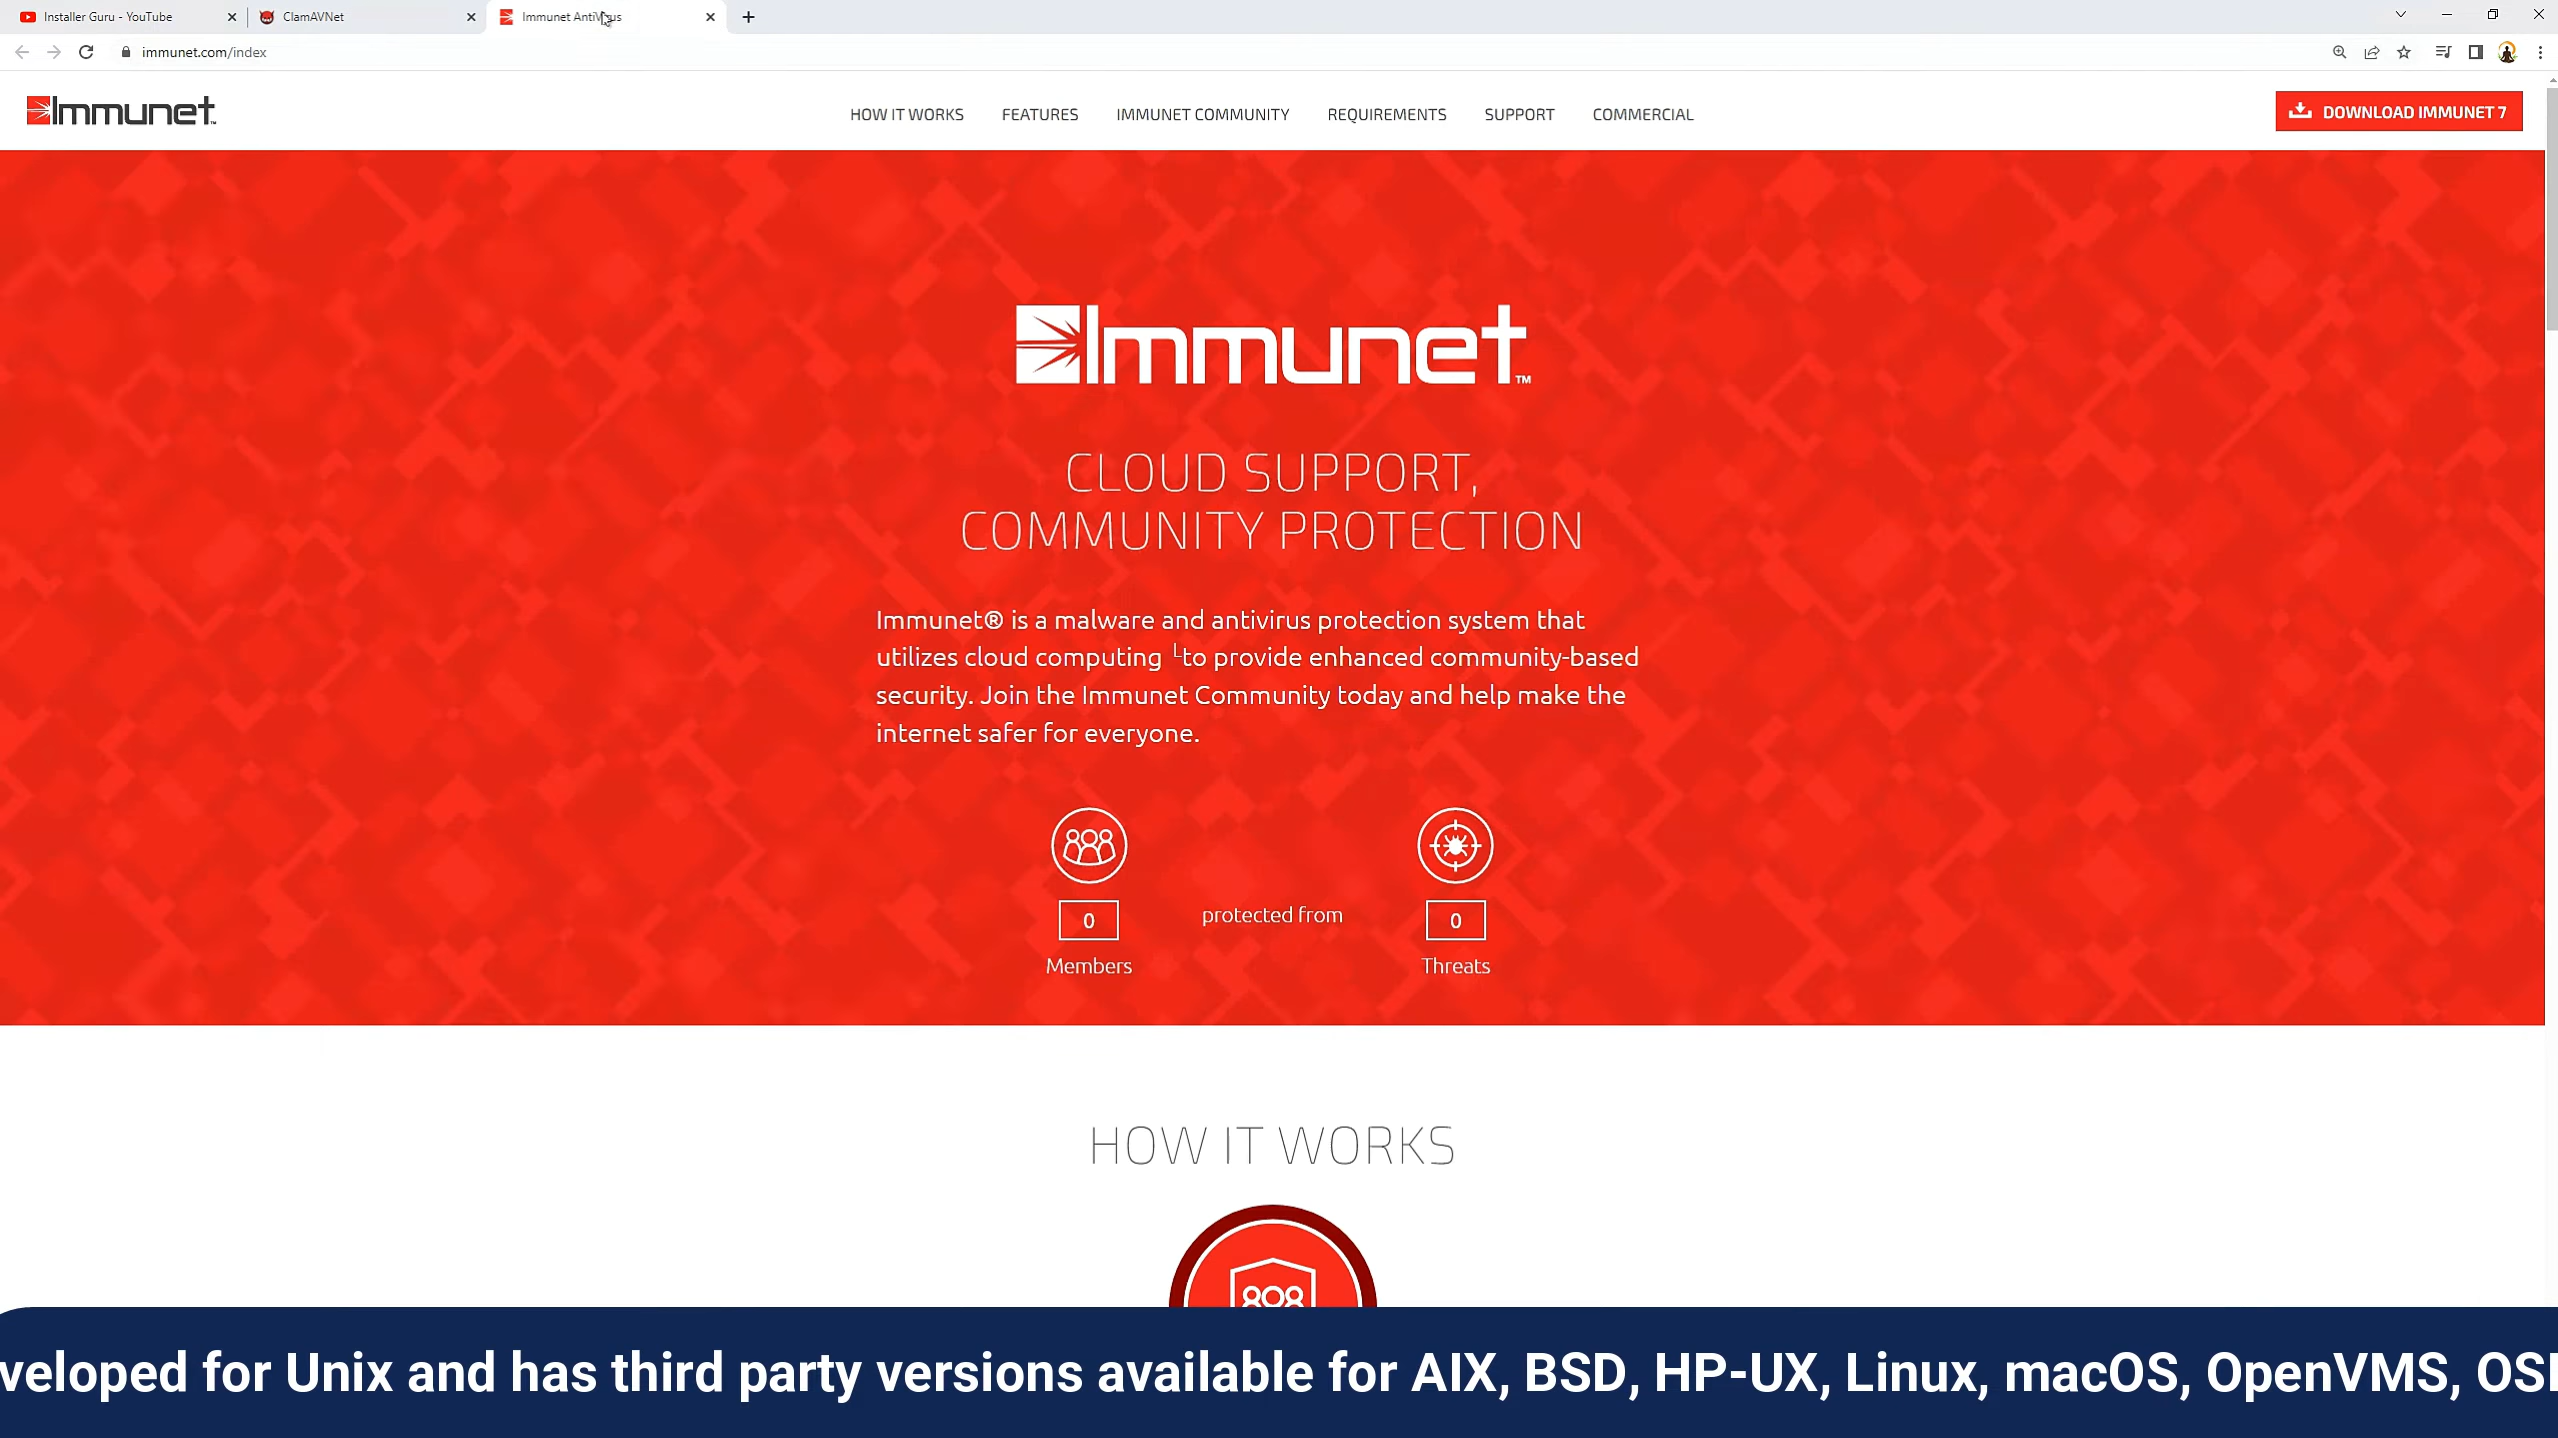 Installer Guru - YouTube
ClamAVNet
Immunet AntiVirus
immunet.com/index
Immunet™
HOW IT WORKS
FEATURES
IMMUNET COMMUNITY
REQUIREMENTS
SUPPORT
COMMERCIAL
DOWNLOAD IMMUNET 7
Immunet™
CLOUD SUPPORT,
COMMUNITY PROTECTION
Immunet® is a malware and antivirus protection system that
utilizes cloud computing └to provide enhanced community-based
security. Join the Immunet Community today and help make the
internet safer for everyone.
0
protected from
0
Members
Threats
HOW IT WORKS
veloped for Unix and has third party versions available for AIX, BSD, HP-UX, Linux, macOS, OpenVMS,